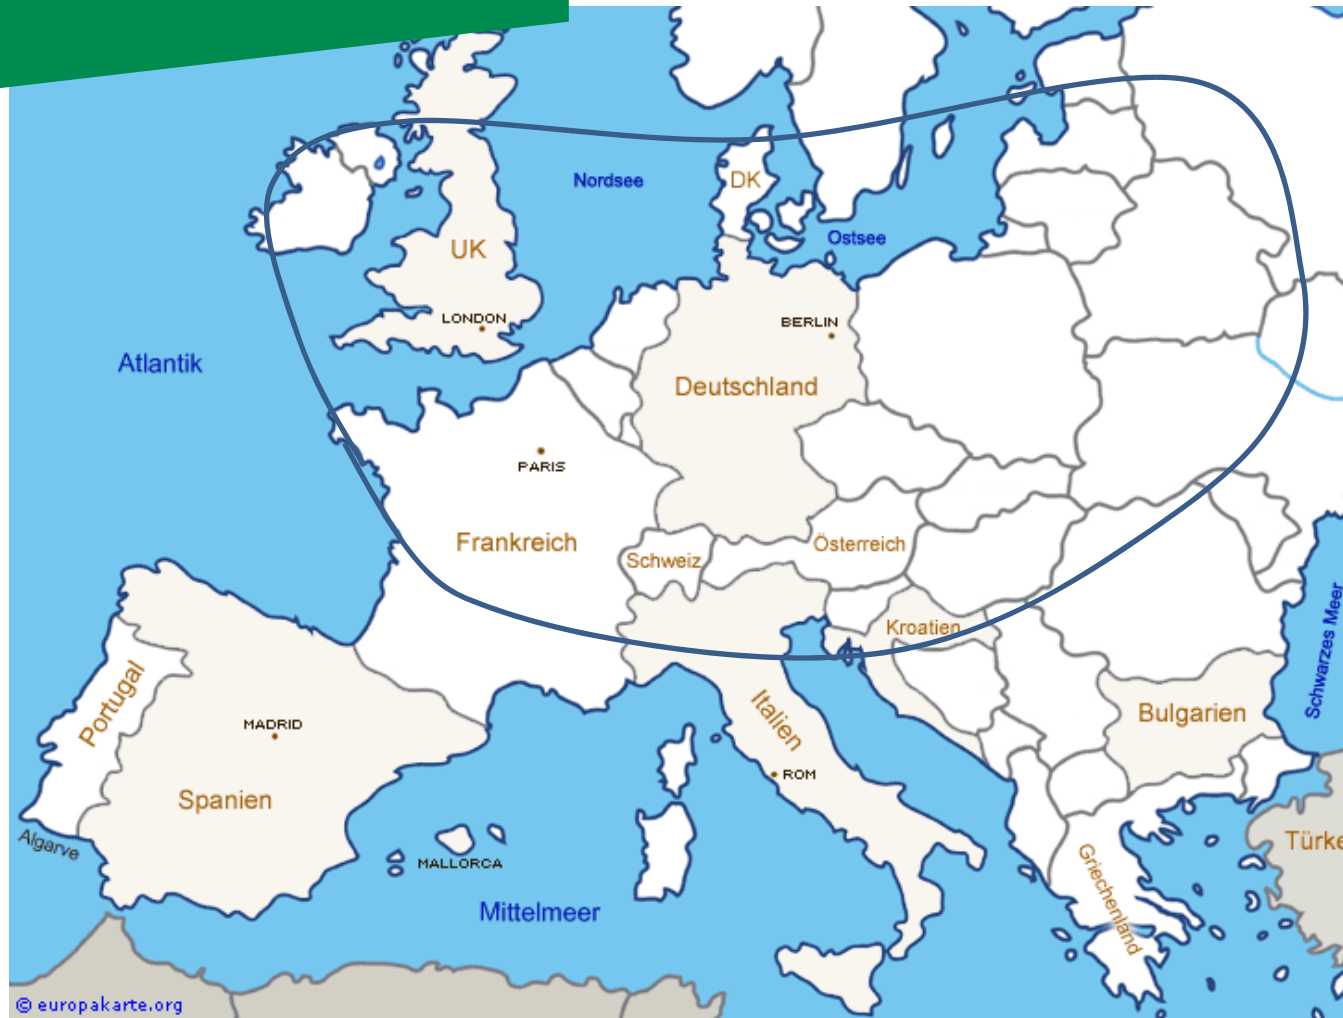 Nordsee
DK
Ostsee
UK
LONDON
BERLIN
Atlantik
Deutschland
PARIS
Frankreich
Schweiz
Österreich
Kroatien
Schwarzes Meer
Portugal
MADRID
Italien
Bulgarien
ROM
Spanien
Algarve
MALLORCA
Türke
Griechenland
Mittelmeer
© europakarte.org